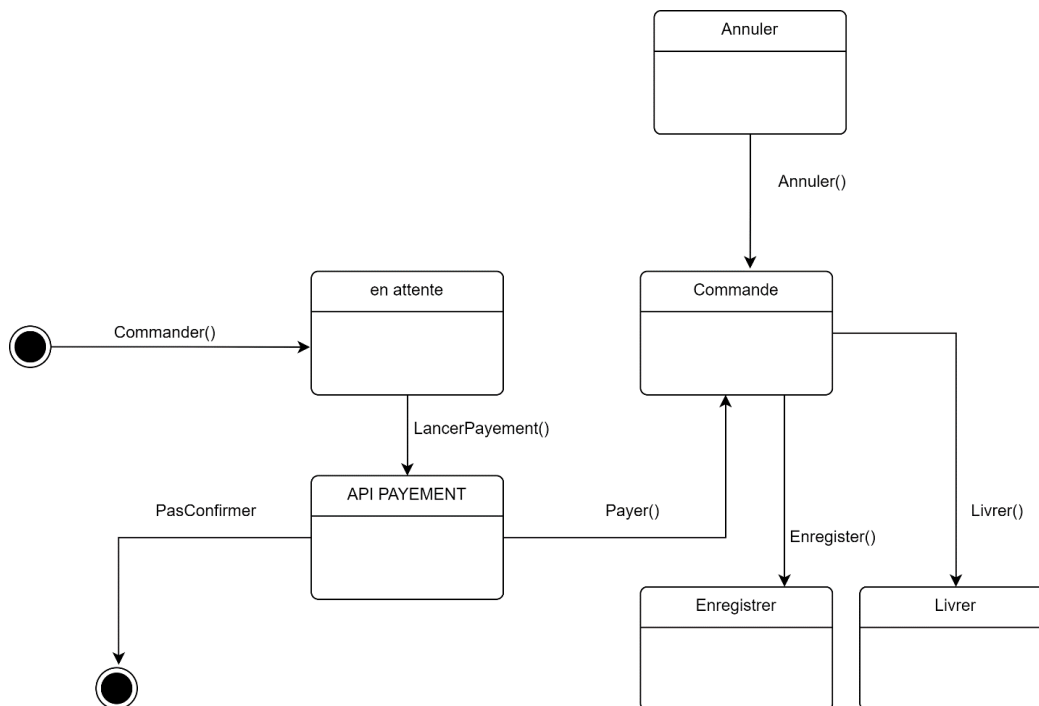 Annuler
Annuler()
en attente
Commande
Commander()
LancerPayement()
API PAYEMENT
PasConfirmer
Payer()
Livrer()
Enregister()
Enregistrer
Livrer